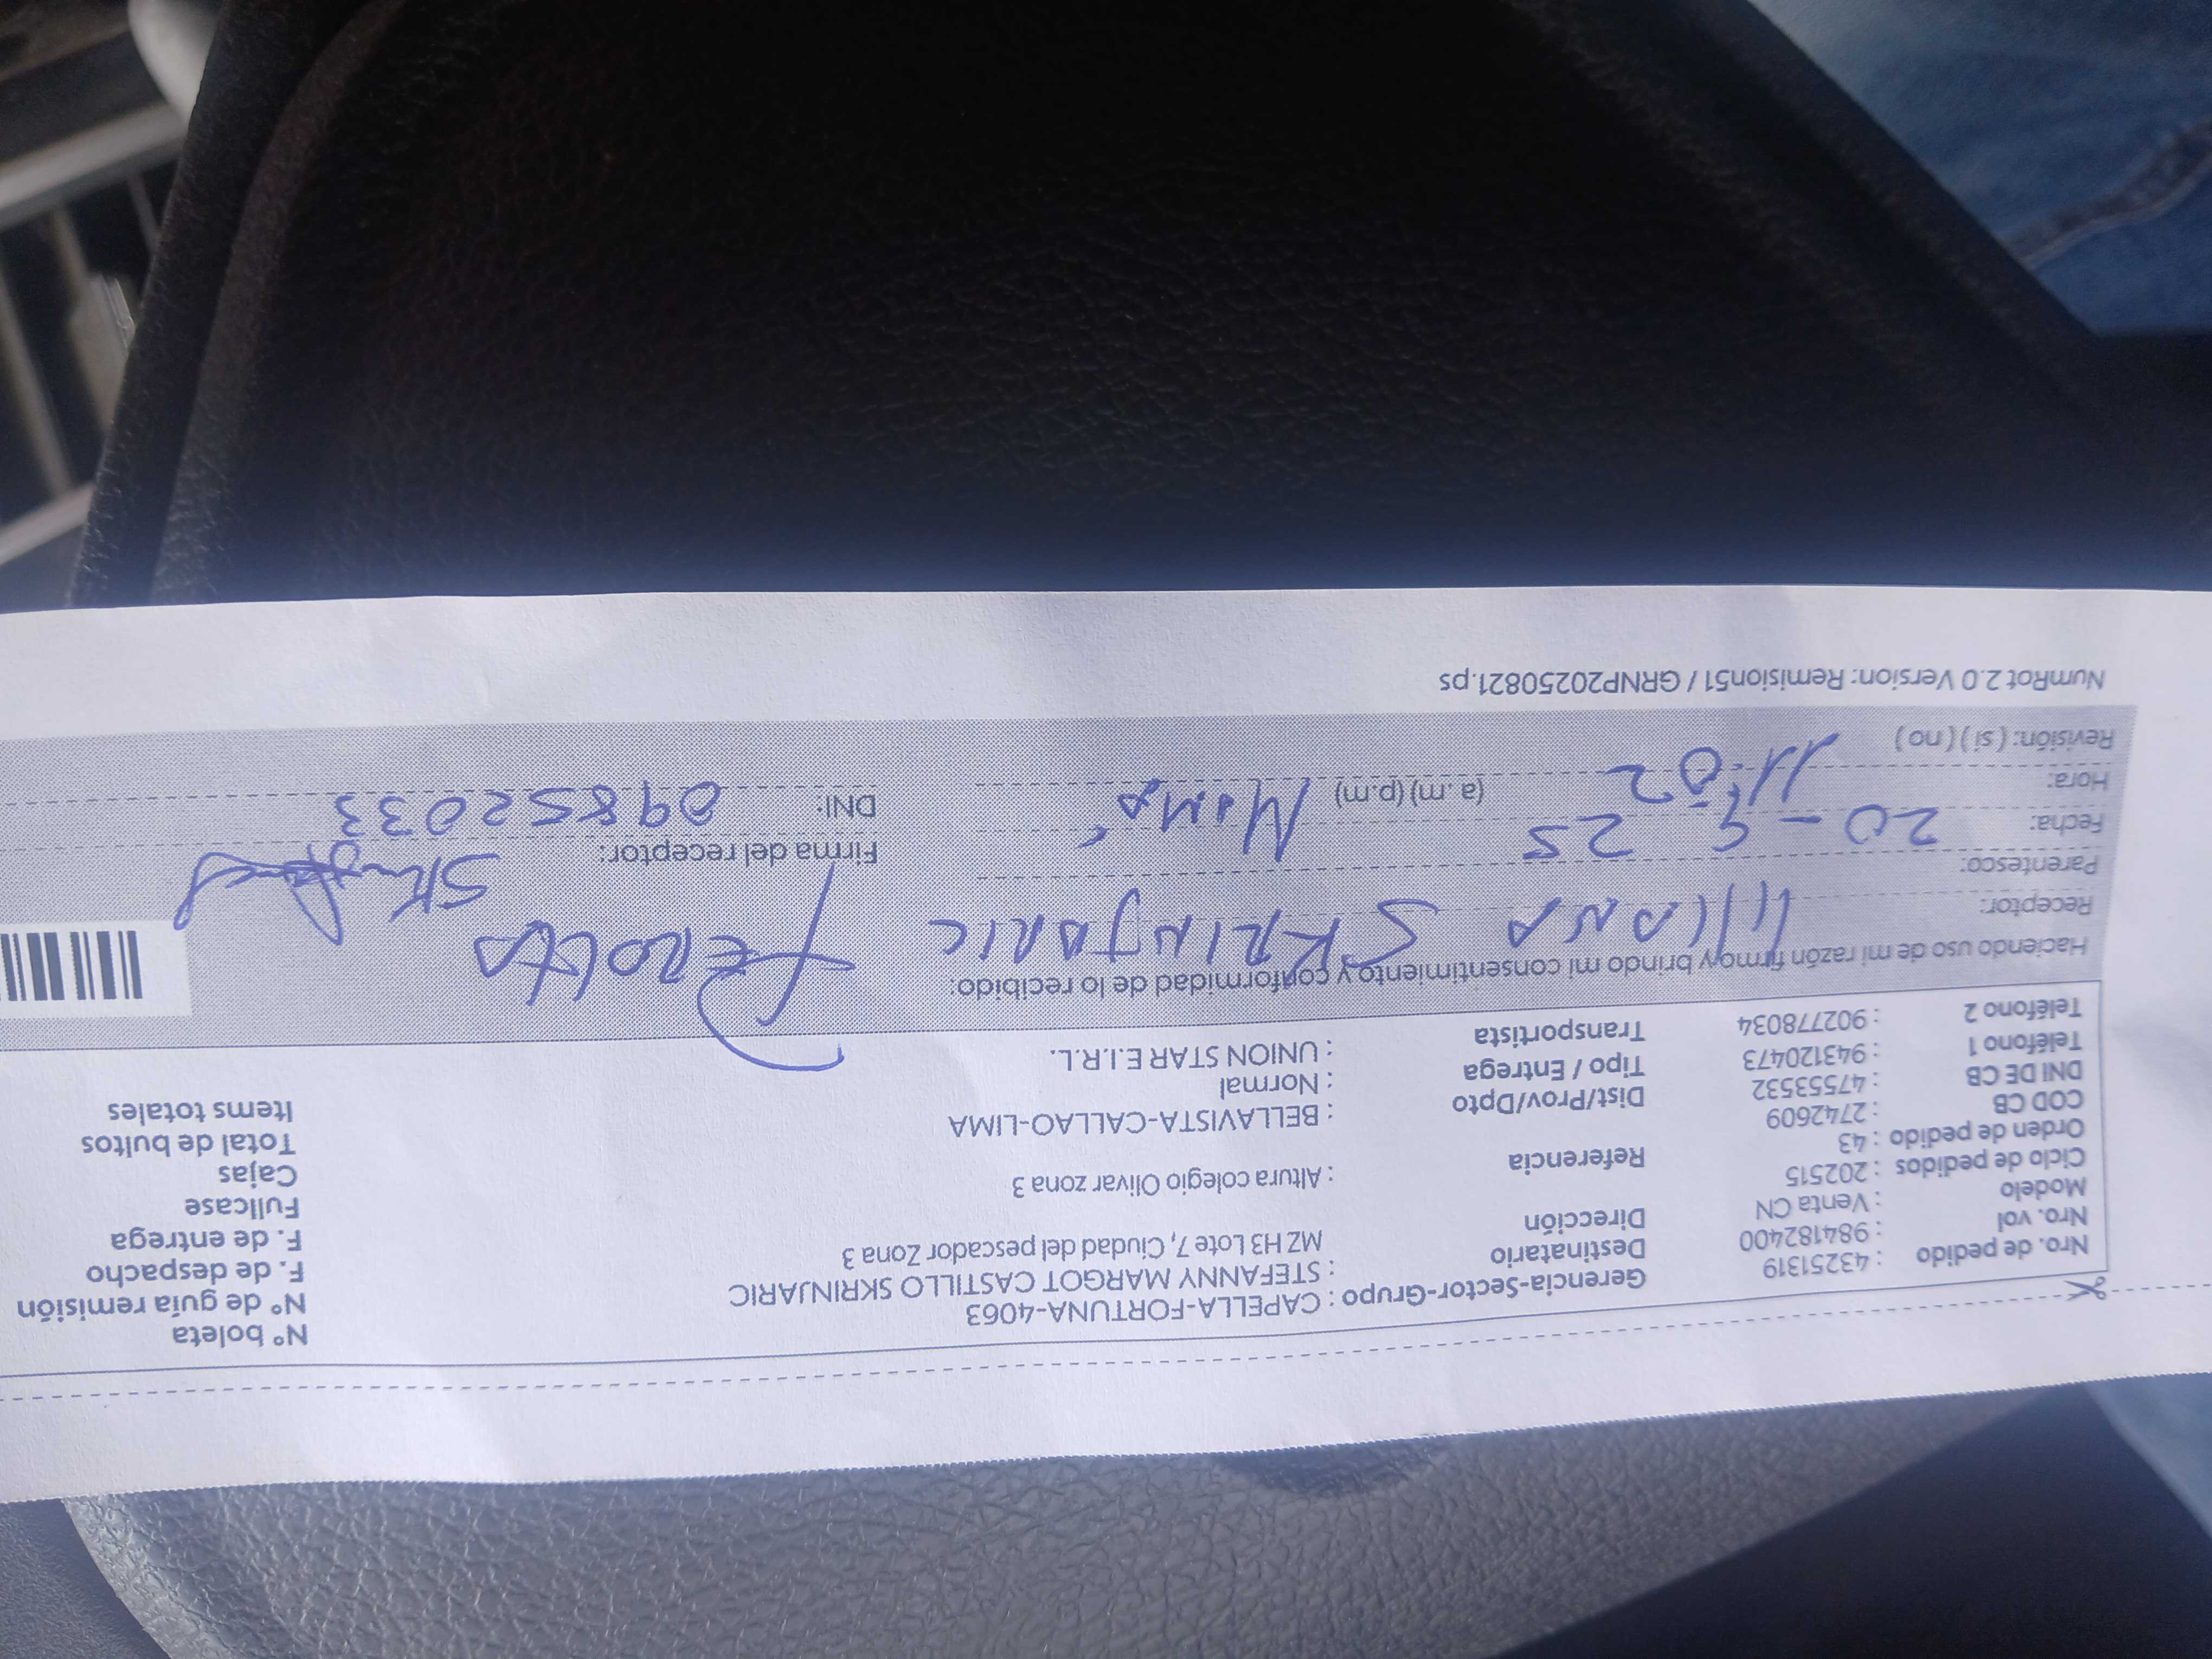 Nº boleta
Nº de guía remisión
F. de despacho
F. de entrega
Fullcase
Cajas
Total de bultos
Items totales
Gerencia-Sector-Grupo : CAPELLA-FORTUNA-4063
Destinatario : STEFANNY MARGOT CASTILLO SKRINJARIC
Dirección MZ H3 Lote 7, Ciudad del pescador Zona 3
Referencia : Altura colegio Olivar zona 3
Dist/Prov/Dpto : BELLAVISTA-CALLAO-LIMA
Tipo / Entrega : Normal
Transportista : UNION STAR E.I.R.L.
Nro. de pedido : 43251319
Nro. vol : 984182400
Modelo : Venta CN
Ciclo de pedidos : 202515
Orden de pedido : 43
COD CB : 2742609
DNI DE CB : 47553532
Teléfono 1 : 943120473
Teléfono 2 : 902778034
Haciendo uso de mi razón firmo y brindo mi consentimiento y conformidad de lo recibido:
Receptor: SKRINJARIC
Parentesco: MAMÁ
Fecha: 20-9 25
Hora: 11:02 (a.m) (p.m)
Revisión: (si) (no)
Firma del receptor:
DNI: 09852033
NumRot 2.0 Version: Remision51 / GRNP20250821.ps